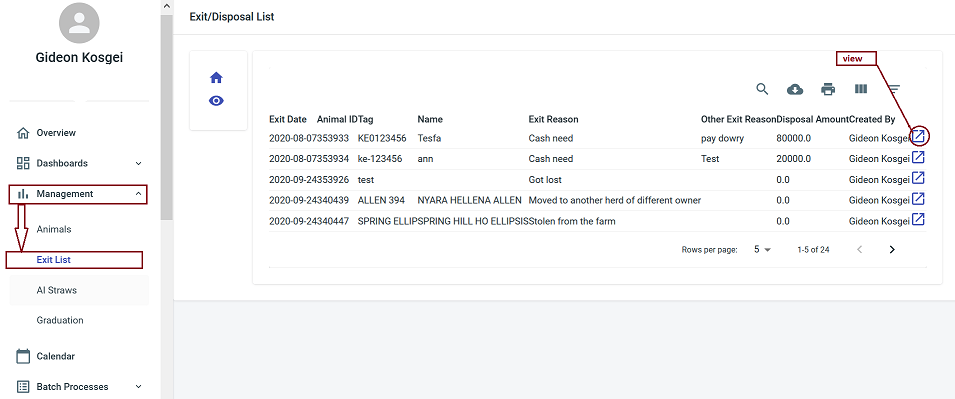 Exit/Disposal List
Gideon Kosgei
Overview
Dashboards
Management
Animals
Exit List
AI Straws
Graduation
Calendar
Batch Processes
view
Exit Date Animal ID Tag Name Exit Reason Other Exit Reason Disposal Amount Created By
2020-08-07 353933 KE0123456 Tesfa Cash need pay dowry 80000.0 Gideon Kosgei
2020-08-07 353934 ke-123456 ann Cash need Test 20000.0 Gideon Kosgei
2020-09-24 353926 test Got lost 0.0 Gideon Kosgei
2020-09-24 340439 ALLEN 394 NYARA HELLENA ALLEN Moved to another herd of different owner 0.0 Gideon Kosgei
2020-09-24 340447 SPRING ELLIP SPRING HILL HO ELLIPSIS Stolen from the farm 0.0 Gideon Kosgei
Rows per page: 5 1-5 of 24